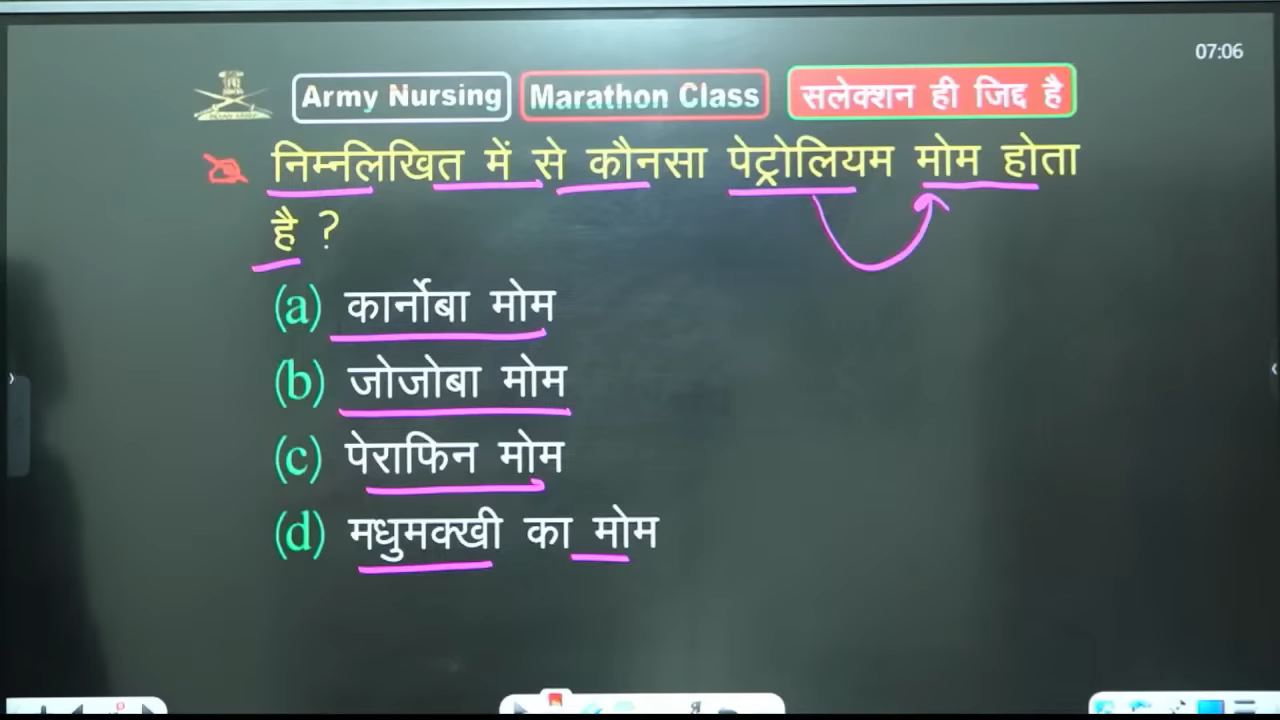 07:06
Army Nursing Marathon Class सलेक्शन ही जिद्द है
निम्नलिखित में से कौनसा पेट्रोलियम मोम होता
है ?
(a) कार्नोबा मोम
(b) जोजोबा मोम
(c) पेराफिन मोम
(d) मधुमक्खी का मोम